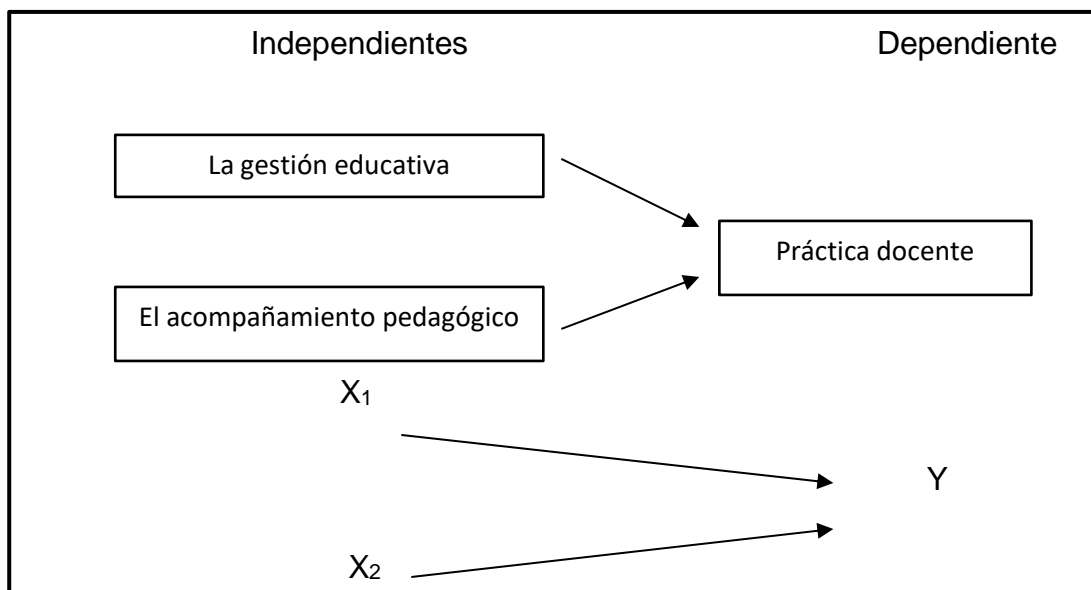 Independientes
Dependiente
La gestión educativa
Práctica docente
El acompañamiento pedagógico
X₁
Y
X₂